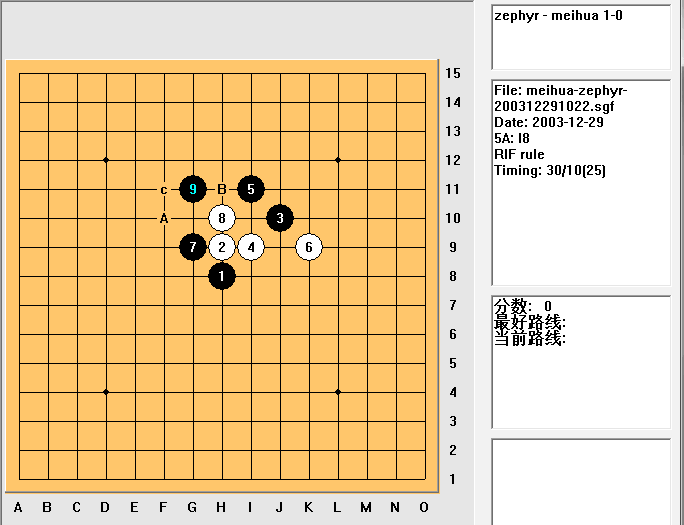 zephyr - meihua 1-0
File: meihua-zephyr-
200312291022.sgf
Date: 2003-12-29
5A: I8
RIF rule
Timing: 30/10(25)
分数: 0
最好路线:
当前路线:
15
14
13
12
c 9 B 5 11
A 8 3 10
7 2 4 6 9
1 8
7
6
5
4
3
2
1
A B C D E F G H I J K L M N O